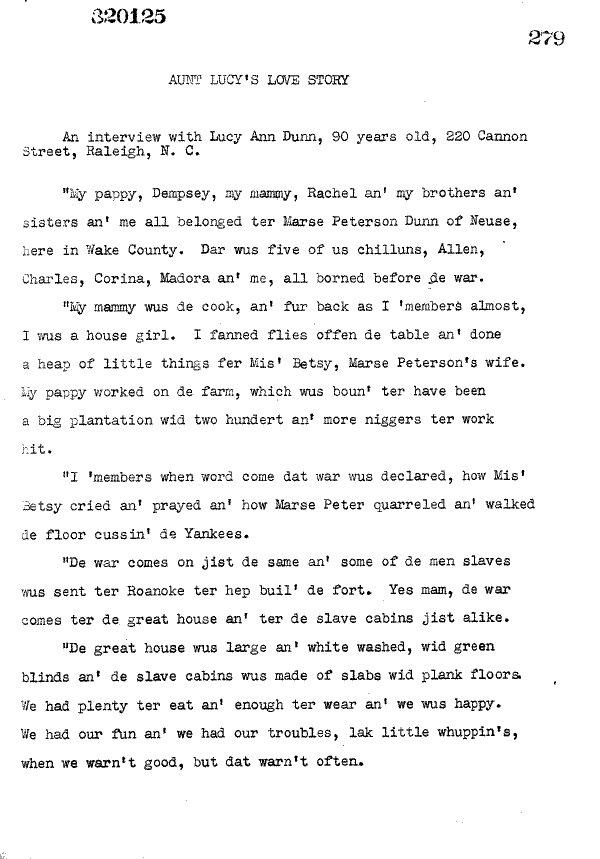 320125
279
AUNT LUCY'S LOVE STORY
An interview with Lucy Ann Dunn, 90 years old, 220 Cannon
Street, Raleigh, N. C.
"My pappy, Dempsey, my mammy, Rachel an' my brothers an'
sisters an' me all belonged ter Marse Peterson Dunn of Neuse,
here in Wake County. Dar wus five of us chilluns, Allen,
Charles, Corina, Madora an' me, all borned before de war.
"My mammy wus de cook, an' fur back as I 'members almost,
I wus a house girl. I fanned flies offen de table an' done
a heap of little things fer Mis' Betsy, Marse Peterson's wife.
My pappy worked on de farm, which wus boun' ter have been
a big plantation wid two hundert an' more niggers ter work
hit.
"I 'members when word come dat war wus declared, how Mis'
Betsy cried an' prayed an' how Marse Peter quarreled an' walked
de floor cussin' de Yankees.
"De war comes on jist de same an' some of de men slaves
wus sent ter Roanoke ter hep buil' de fort. Yes mam, de war
comes ter de great house an' ter de slave cabins jist alike.
"De great house wus large an' white washed, wid green
blinds an' de slave cabins wus made of slabs wid plank floors.
We had plenty ter eat an' enough ter wear an' we wus happy.
We had our fun an' we had our troubles, lak little whuppin's,
when we warn't good, but dat warn't often.